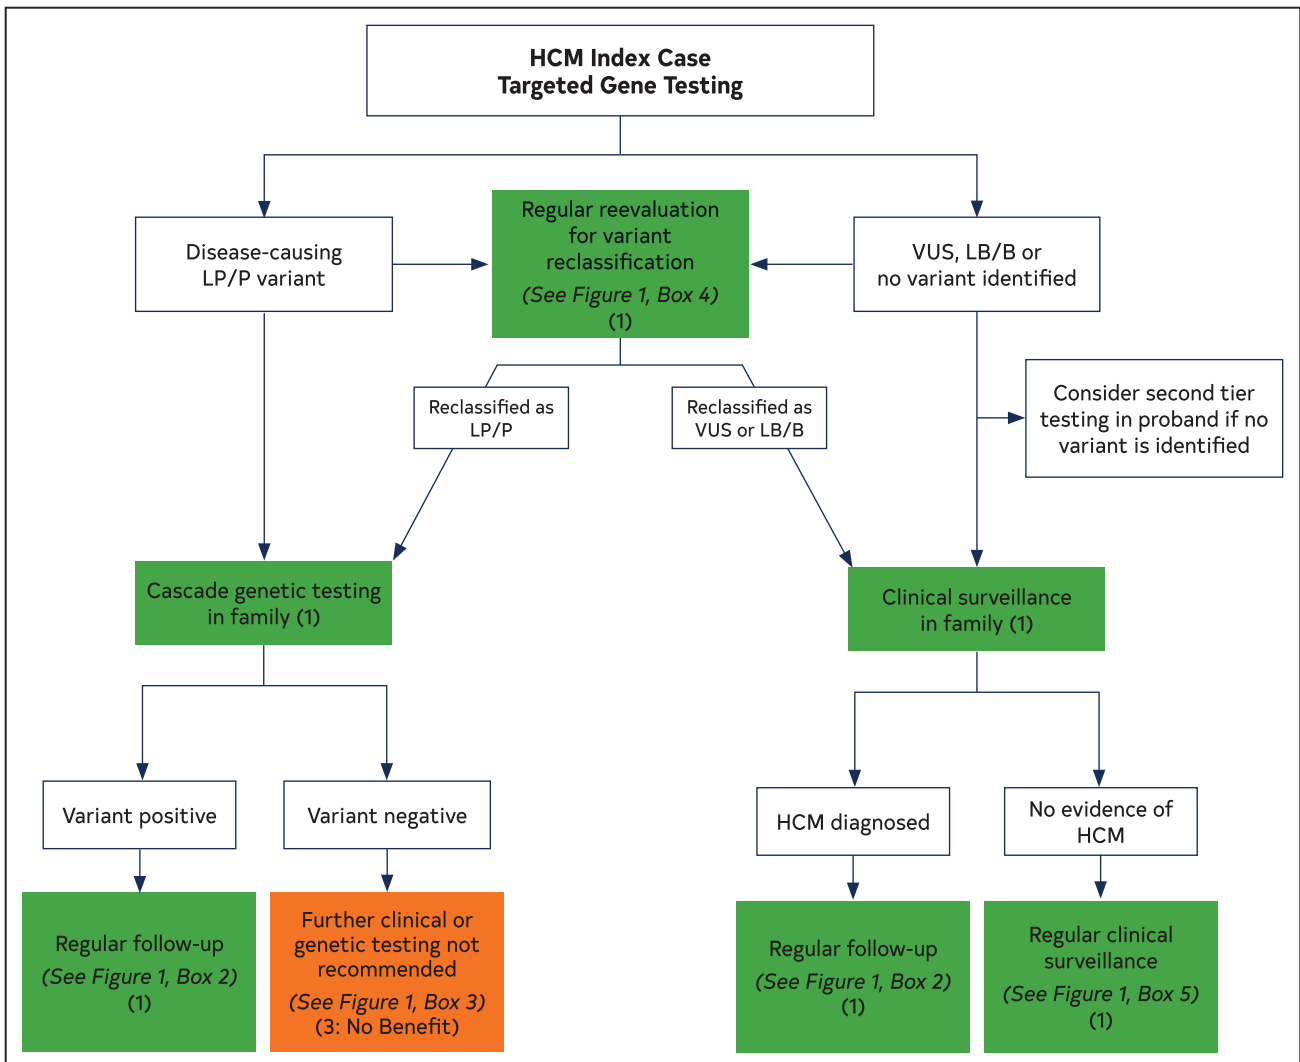 HCM Index Case
Targeted Gene Testing
Disease-causing
LP/P variant
Regular reevaluation
for variant
reclassification
(See Figure 1, Box 4)
(1)
VUS, LB/B or
no variant identified
Reclassified as
LP/P
Reclassified as
VUS or LB/B
Consider second tier
testing in proband if no
variant is identified
Cascade genetic testing
in family (1)
Clinical surveillance
in family (1)
Variant positive
Variant negative
HCM diagnosed
No evidence of
HCM
Regular follow-up
(See Figure 1, Box 2)
(1)
Further clinical or
genetic testing not
recommended
(See Figure 1, Box 3)
(3: No Benefit)
Regular follow-up
(See Figure 1, Box 2)
(1)
Regular clinical
surveillance
(See Figure 1, Box 5)
(1)